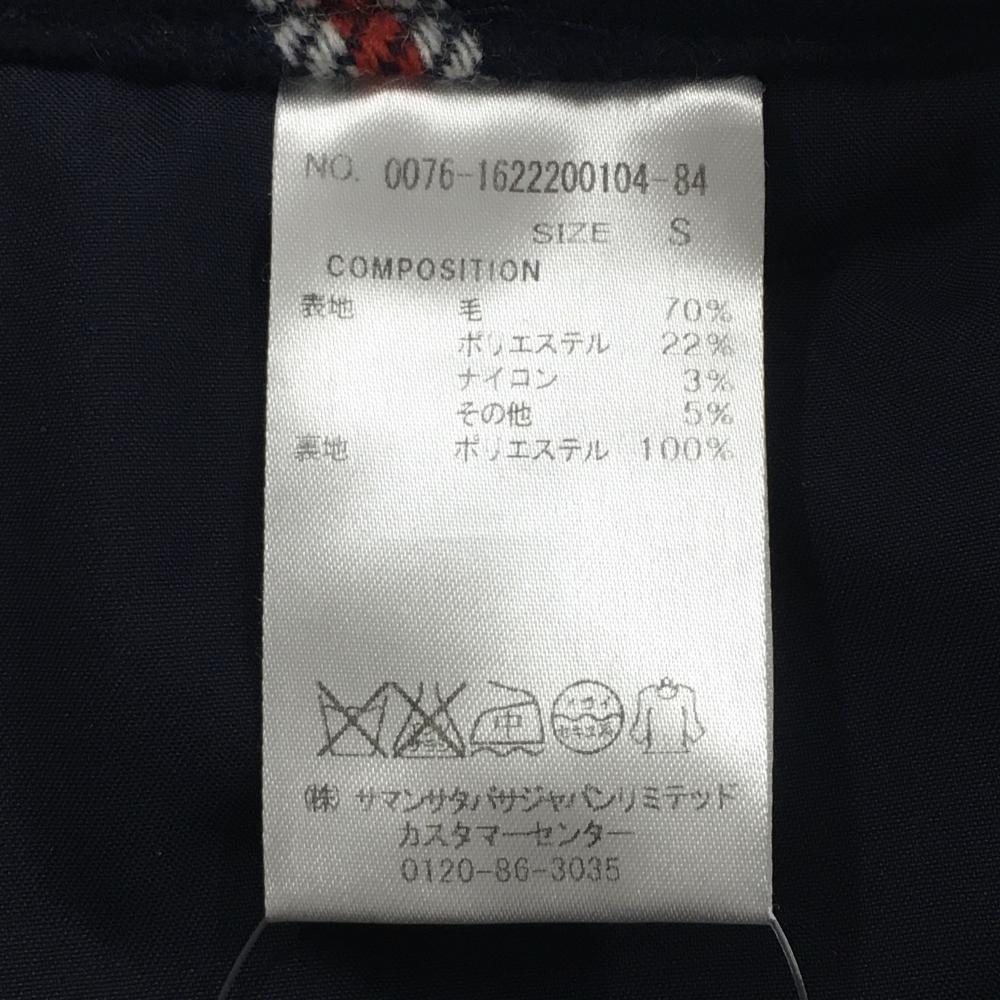 NO. 0076-1622200104-84
SIZE S
COMPOSITION
表地 毛 70%
ポリエステル 22%
ナイロン 3%
その他 5%
裏地 ポリエステル 100%
中
(株) サマンサタバサジャパンリミテッド
カスタマーセンター
0120-86-3035